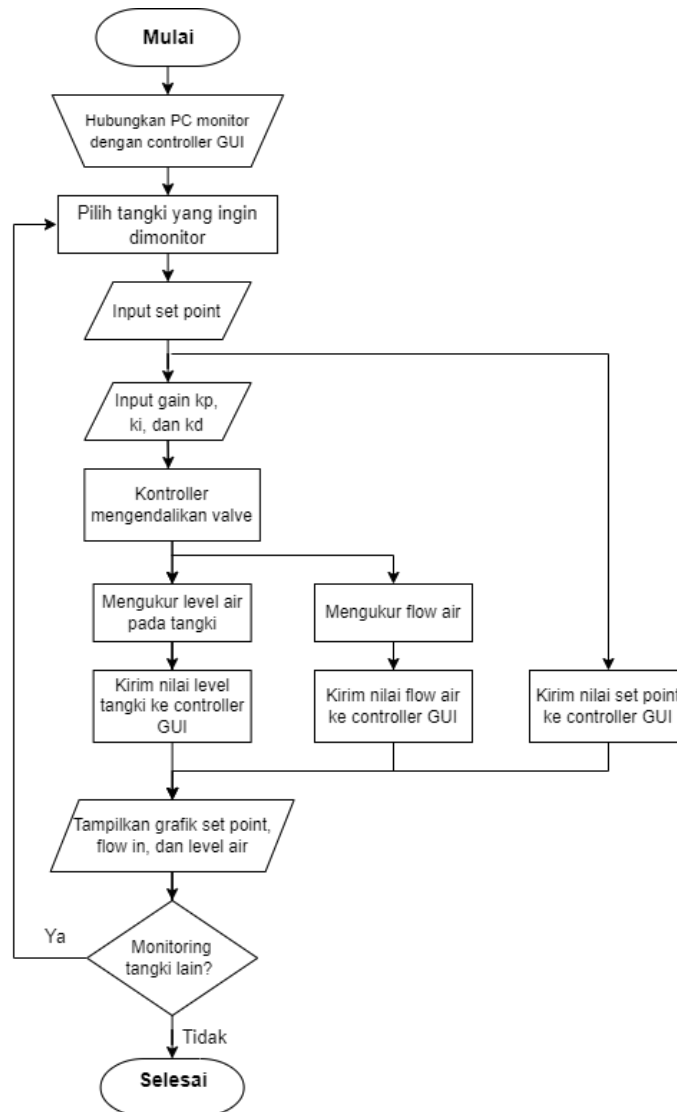 Mulai
Hubungkan PC monitor
dengan controller GUI
Pilih tangki yang ingin
dimonitor
Input set point
Input gain kp,
ki, dan kd
Kontroller
mengendalikan valve
Mengukur level air
pada tangki
Mengukur flow air
Kirim nilai level
tangki ke controller
GUI
Kirim nilai flow air
ke controller GUI
Kirim nilai set point
ke controller GUI
Tampilkan grafik set point,
flow in, dan level air
Monitoring
tangki lain?
Ya
Tidak
Selesai